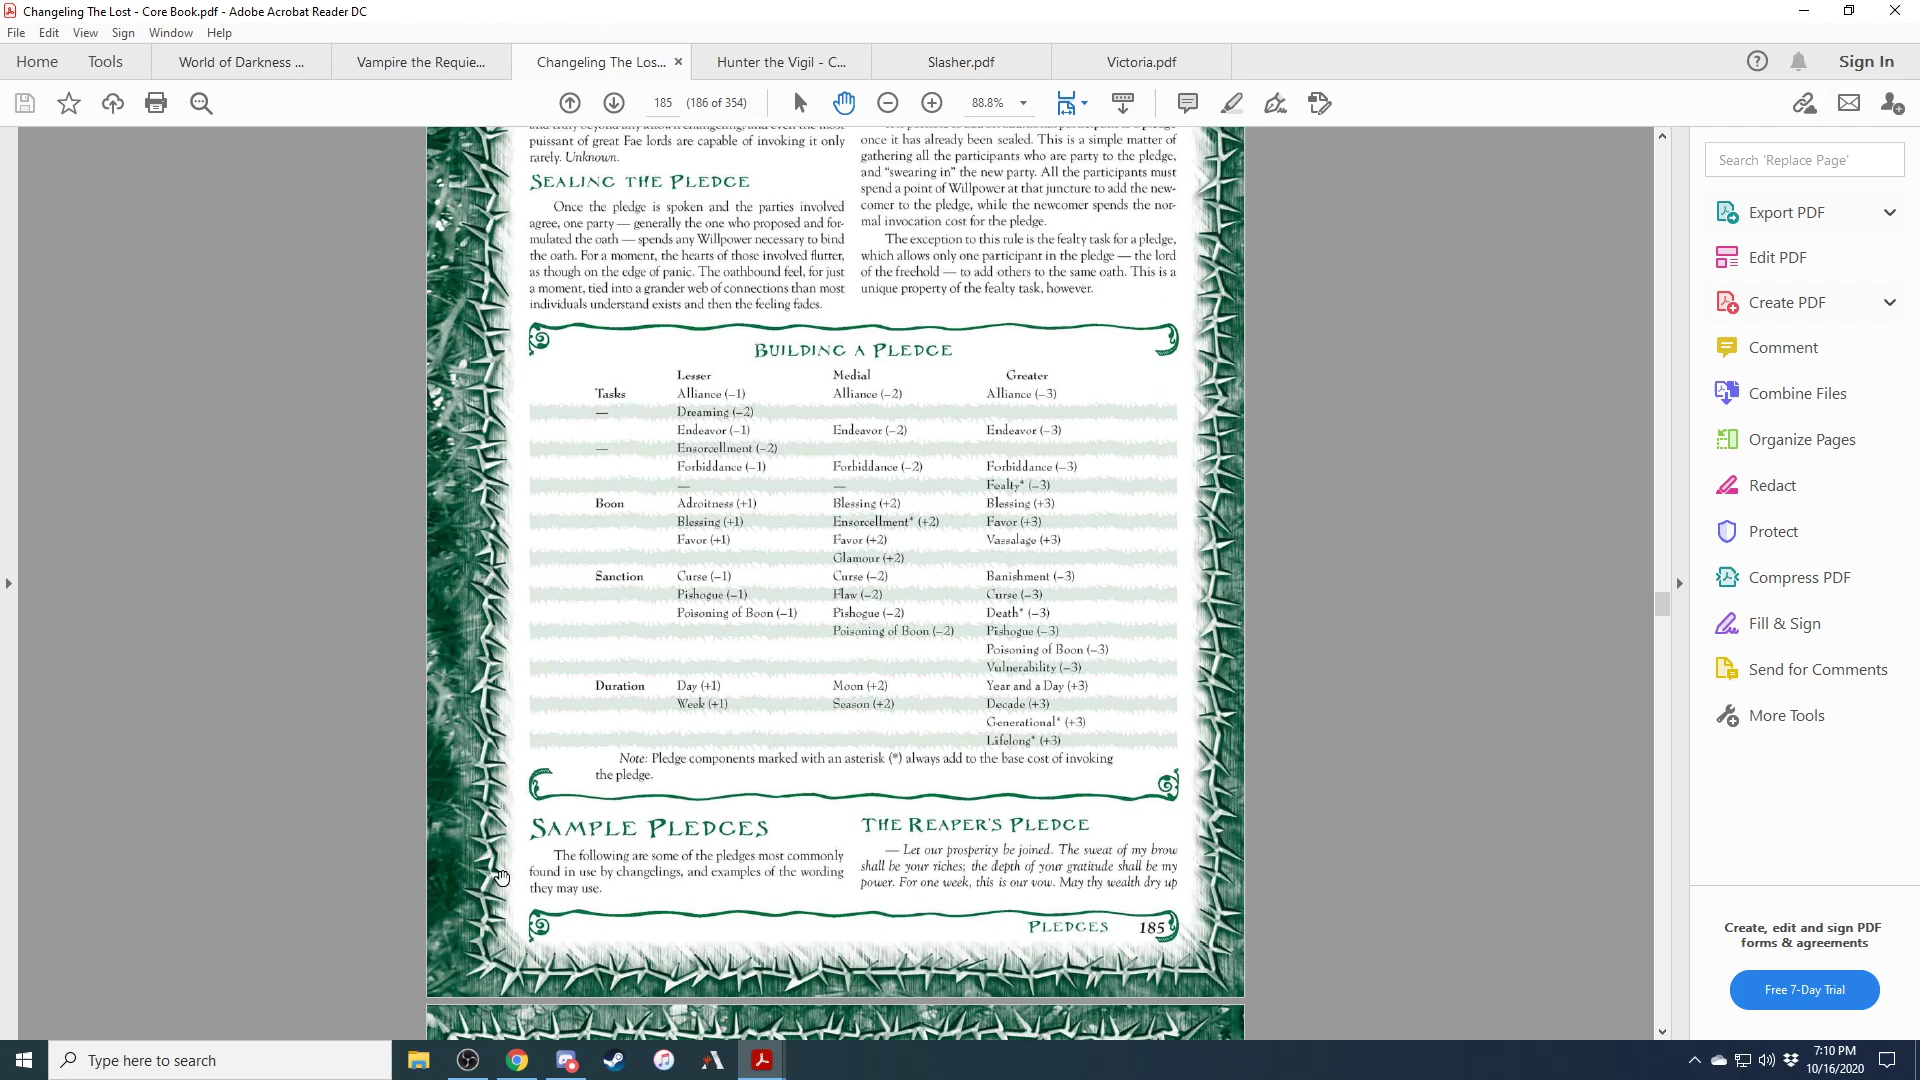 Changeling The Lost - Core Book.pdf - Adobe Acrobat Reader DC
File Edit View Sign Window Help
Home Tools World of Darkness ... Vampire the Requie... Changeling The Los... Hunter the Vigil - C... Slasher.pdf Victoria.pdf Sign In
185 (186 of 354) 88.8%
puissant of great Fae lords are capable of invoking it only
rarely. Unknown.
SEALING THE PLEDGE
Once the pledge is spoken and the parties involved
agree, one party — generally the one who proposed and for-
mulated the oath — spends any Willpower necessary to bind
the oath. For a moment, the hearts of those involved flutter,
as though on the edge of panic. The oathbound feel, for just
a moment, tied into a grander web of connections than most
individuals understand exists and then the feeling fades.
once it has already been sealed. This is a simple matter of
gathering all the participants who are party to the pledge,
and “swearing in” the new party. All the participants must
spend a point of Willpower at that juncture to add the new-
comer to the pledge, while the newcomer spends the nor-
mal invocation cost for the pledge.
The exception to this rule is the fealty task for a pledge,
which allows only one participant in the pledge — the lord
of the freehold — to add others to the same oath. This is a
unique property of the fealty task, however.
BUILDING A PLEDGE
Lesser Medial Greater
Tasks Alliance (–1) Alliance (–2) Alliance (–3)
— Dreaming (–2)
Endeavor (–1) Endeavor (–2) Endeavor (–3)
— Ensorcellment (–2)
Forbiddance (–1) Forbiddance (–2) Forbiddance (–3)
— — Fealty* (–3)
Boon Adroitness (+1) Blessing (+2) Blessing (+3)
Blessing (+1) Ensorcellment* (+2) Favor (+3)
Favor (+1) Favor (+2) Vassalage (+3)
Glamour (+2)
Sanction Curse (–1) Curse (–2) Banishment (–3)
Pishogue (–1) Flaw (–2) Curse (–3)
Poisoning of Boon (–1) Pishogue (–2) Death* (–3)
Poisoning of Boon (–2) Pishogue (–3)
Poisoning of Boon (–3)
Vulnerability (–3)
Duration Day (+1) Moon (+2) Year and a Day (+3)
Week (+1) Season (+2) Decade (+3)
Generational* (+3)
Lifelong* (+3)
Note: Pledge components marked with an asterisk (*) always add to the base cost of invoking
the pledge.
SAMPLE PLEDGES
The following are some of the pledges most commonly
found in use by changelings, and examples of the wording
they may use.
THE REAPER'S PLEDGE
— Let our prosperity be joined. The sweat of my brow
shall be your riches; the depth of your gratitude shall be my
power. For one week, this is our vow. May thy wealth dry up
PLEDGES 185
Search 'Replace Page'
Export PDF
Edit PDF
Create PDF
Comment
Combine Files
Organize Pages
Redact
Protect
Compress PDF
Fill & Sign
Send for Comments
More Tools
Create, edit and sign PDF
forms & agreements
Free 7-Day Trial
Type here to search
7:10 PM
10/16/2020